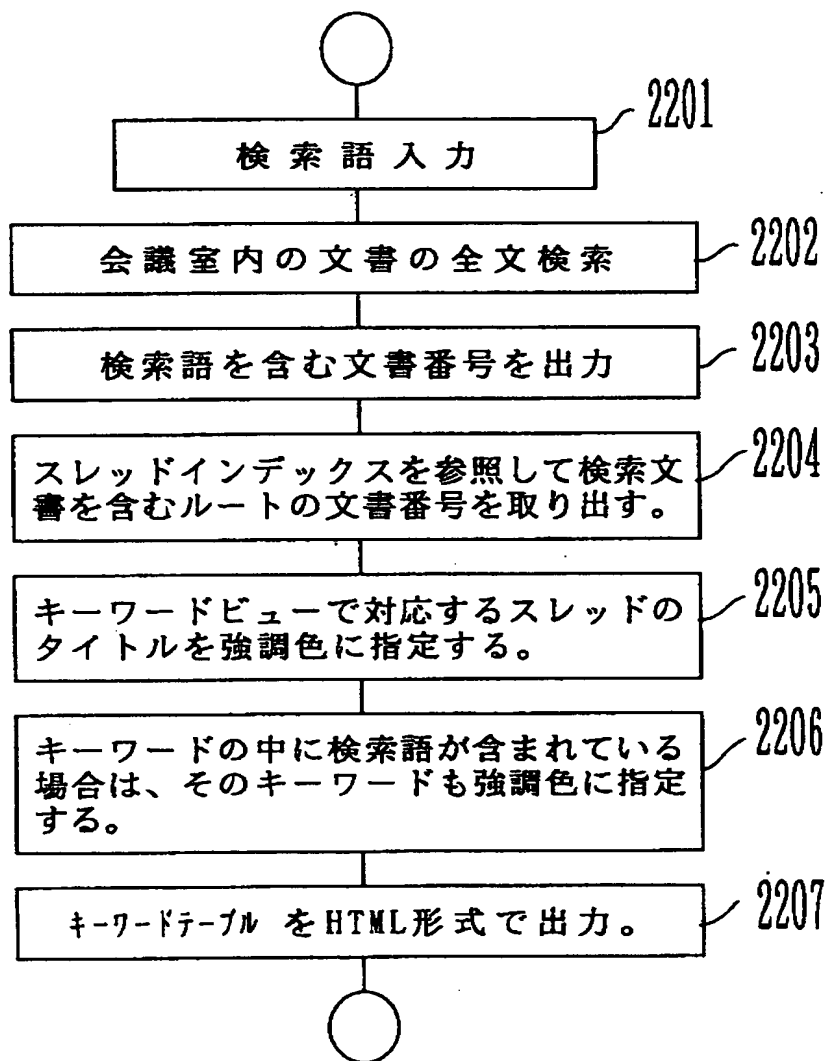 2201
検索語入力
2202
会議室内の文書の全文検索
2203
検索語を含む文書番号を出力
2204
スレッドインデックスを参照して検索文
書を含むルートの文書番号を取り出す。
2205
キーワードビューで対応するスレッドの
タイトルを強調色に指定する。
2206
キーワードの中に検索語が含まれている
場合は、そのキーワードも強調色に指定
する。
2207
キーワードテーブル をHTML形式で出力。